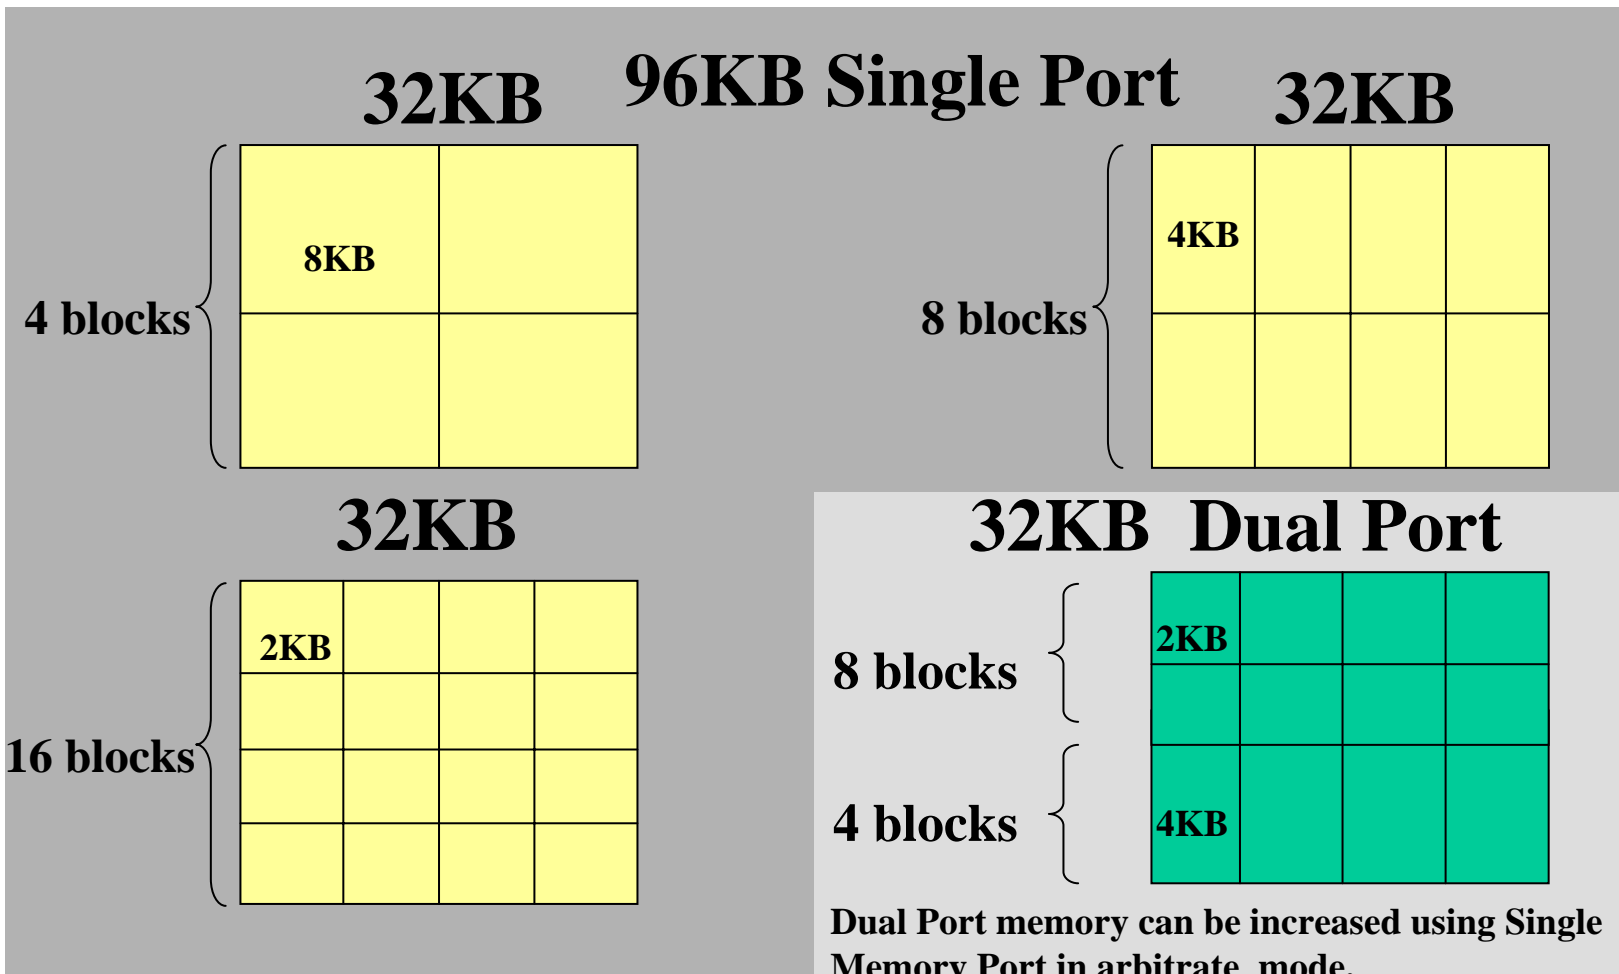 96KB Single Port
32KB
32KB
8KB
4 blocks
4KB
8 blocks
32KB
2KB
16 blocks
32KB Dual Port
2KB
8 blocks
4KB
4 blocks
Dual Port memory can be increased using Single
Memory Port in arbitrate mode.